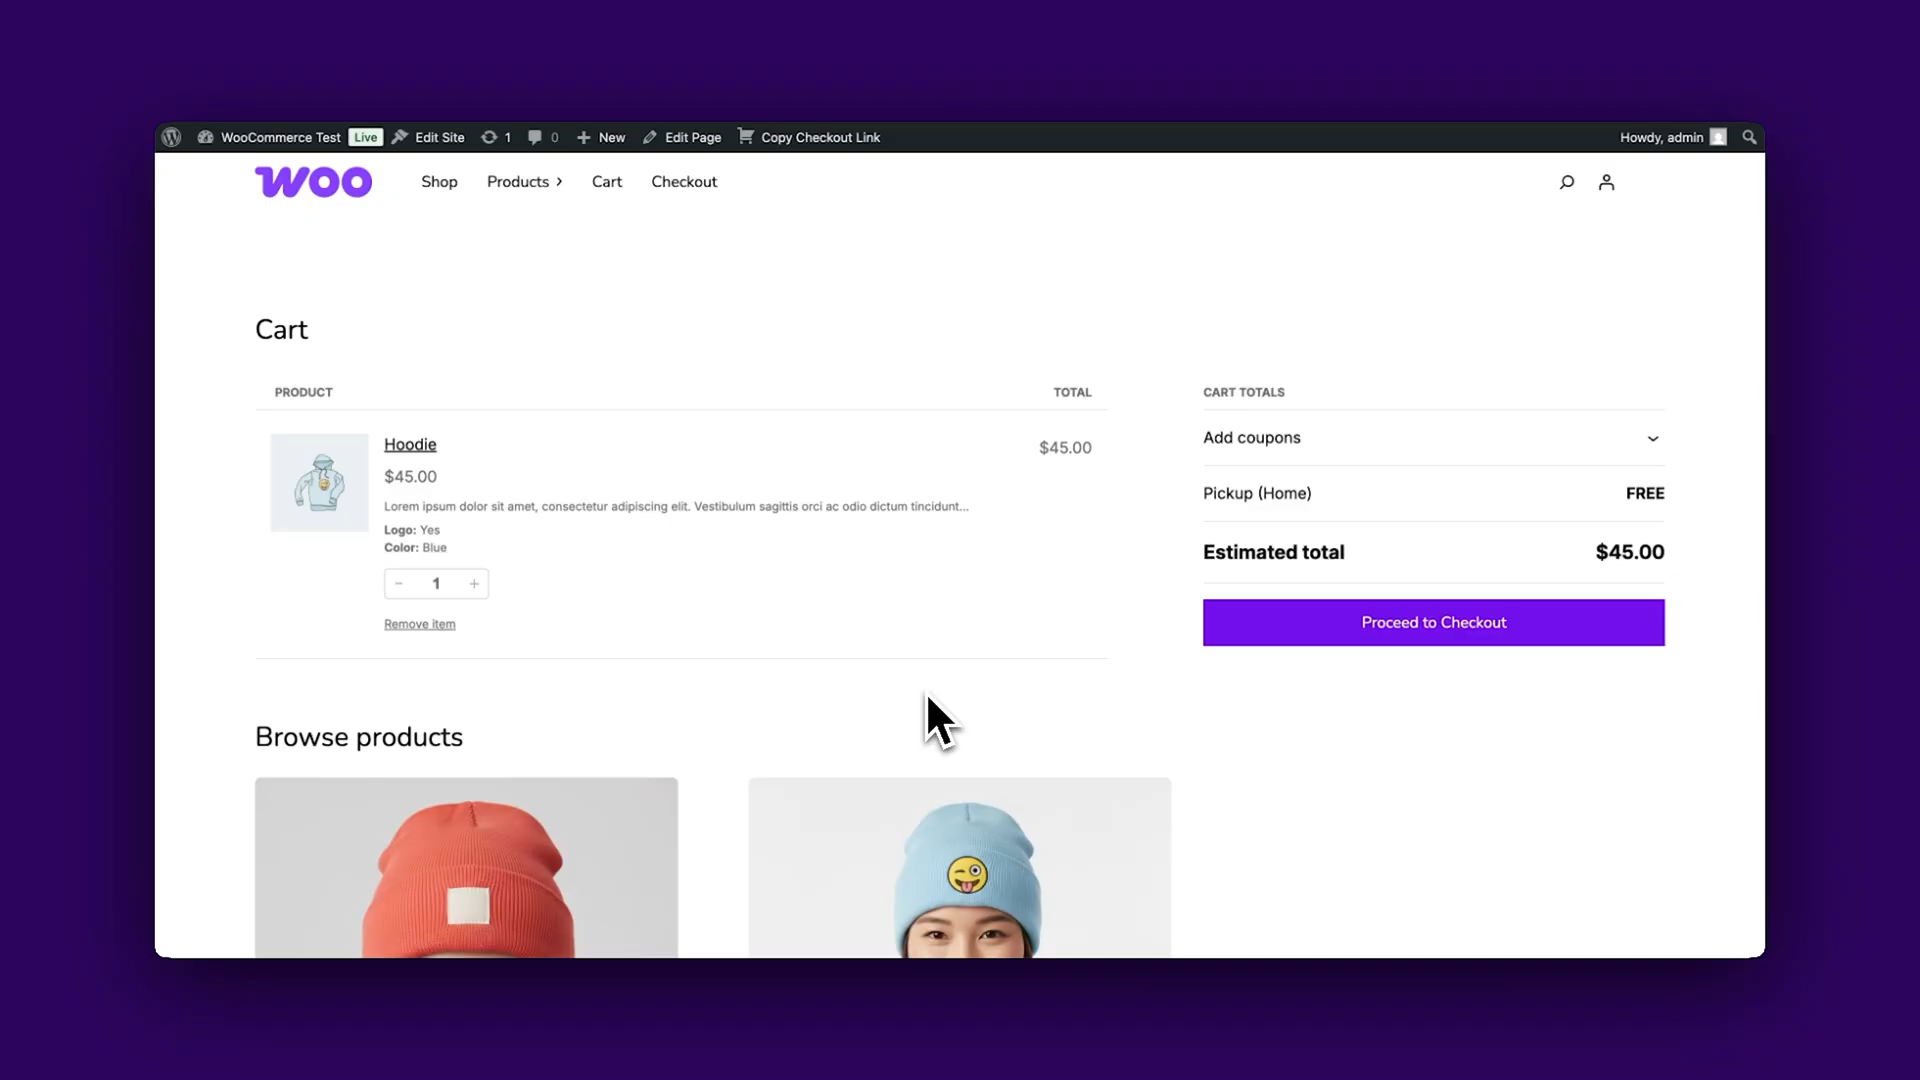 WooCommerce Test Live Edit Site 1 0 New Edit Page Copy Checkout Link Howdy, admin
Woo Shop Products Cart Checkout
Cart
PRODUCT TOTAL
Hoodie $45.00
$45.00
Lorem ipsum dolor sit amet, consectetur adipiscing elit. Vestibulum sagittis orci ac odio dictum tincidunt...
Logo: Yes
Color: Blue
− 1 +
Remove item
CART TOTALS
Add coupons
Pickup (Home) FREE
Estimated total $45.00
Proceed to Checkout
Browse products